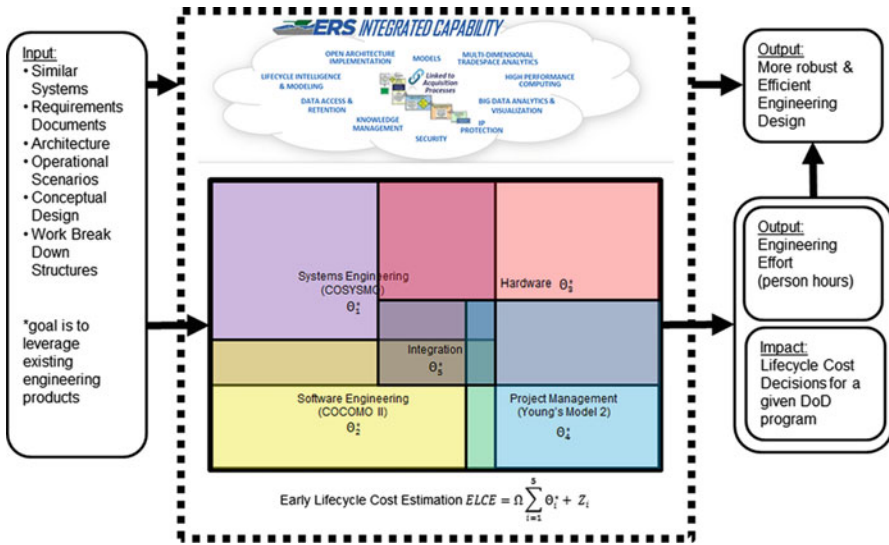 Input:
• Similar
Systems
• Requirements
Documents
• Architecture
• Operational
Scenarios
• Conceptual
Design
• Work Break
Down
Structures
*goal is to
leverage
existing
engineering
products
ERS INTEGRATED CAPABILITY
OPEN ARCHITECTURE
IMPLEMENTATION
MODELS
MULTI-DIMENSIONAL
TRADESPACE ANALYTICS
LIFECYCLE INTELLIGENCE
& MODELING
Linked to
Acquisition
Processes
HIGH PERFORMANCE
COMPUTING
DATA ACCESS &
RETENTION
BIG DATA ANALYTICS &
VISUALIZATION
KNOWLEDGE
MANAGEMENT
SECURITY
IP
PROTECTION
Systems Engineering
(COSYSMO)
Θ₁*
Hardware Θ₃*
Integration
Θ₅*
Software Engineering
(COCOMO II)
Θ₂*
Project Management
(Young's Model 2)
Θ₄*
Early Lifecycle Cost Estimation ELCE = Ω ∑ᵢ₌₁⁵ Θᵢ* + Zᵢ
Output:
More robust &
Efficient
Engineering
Design
Output:
Engineering
Effort
(person hours)
Impact:
Lifecycle Cost
Decisions for a
given DoD
program